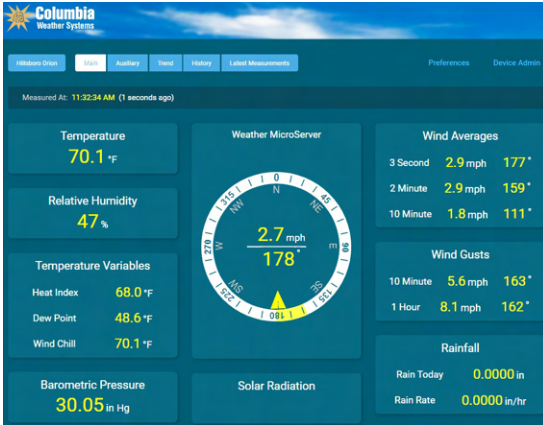 Columbia
Weather Systems
Hillsboro Orion
Main
Auxiliary
Trend
History
Latest Measurements
Preferences
Device Admin
Measured At: 11:32:34 AM (1 seconds ago)
Temperature
70.1 °F
Relative Humidity
47 %
Temperature Variables
Heat Index 68.0 °F
Dew Point 48.6 °F
Wind Chill 70.1 °F
Barometric Pressure
30.05 in Hg
Weather MicroServer
0
N
45
NE
90
E
135
SE
180
225
SW
270
W
315
NW
2.7 mph
178°
Solar Radiation
Wind Averages
3 Second 2.9 mph 177°
2 Minute 2.9 mph 159°
10 Minute 1.8 mph 111°
Wind Gusts
10 Minute 5.6 mph 163°
1 Hour 8.1 mph 162°
Rainfall
Rain Today 0.0000 in
Rain Rate 0.0000 in/hr